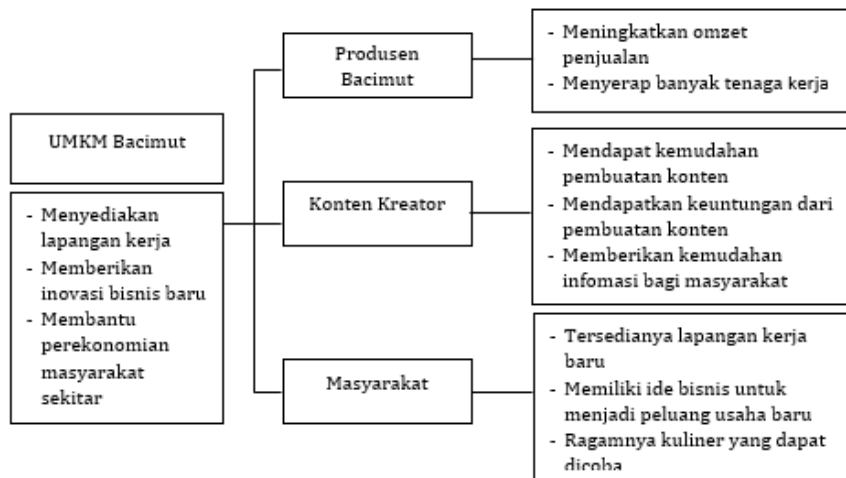 UMKM Bacimut
- Menyediakan
lapangan kerja
- Memberikan
inovasi bisnis baru
- Membantu
perekonomian
masyarakat
sekitar
Produsen
Bacimut
- Meningkatkan omzet
penjualan
- Menyerap banyak tenaga kerja
Konten Kreator
- Mendapat kemudahan
pembuatan konten
- Mendapatkan keuntungan dari
pembuatan konten
- Memberikan kemudahan
infomasi bagi masyarakat
Masyarakat
- Tersedianya lapangan kerja
baru
- Memiliki ide bisnis untuk
menjadi peluang usaha baru
- Ragamnya kuliner yang dapat
dicoba